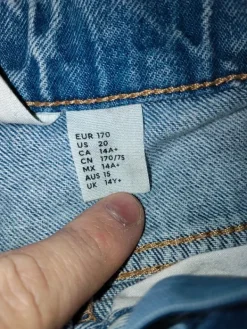 EUR 170
US 20
CA 14A+
CN 170/75
MX 14A+
AUS 15
UK 14Y+